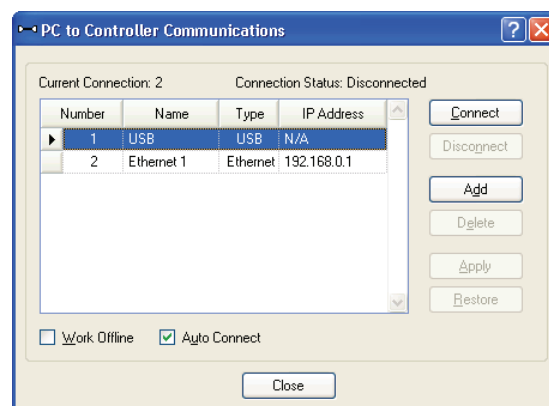 PC to Controller Communications
Current Connection: 2 Connection Status: Disconnected
Number Name Type IP Address
1 USB USB N/A
2 Ethernet 1 Ethernet 192.168.0.1
Connect
Disconnect
Add
Delete
Apply
Restore
Work Offline Auto Connect
Close